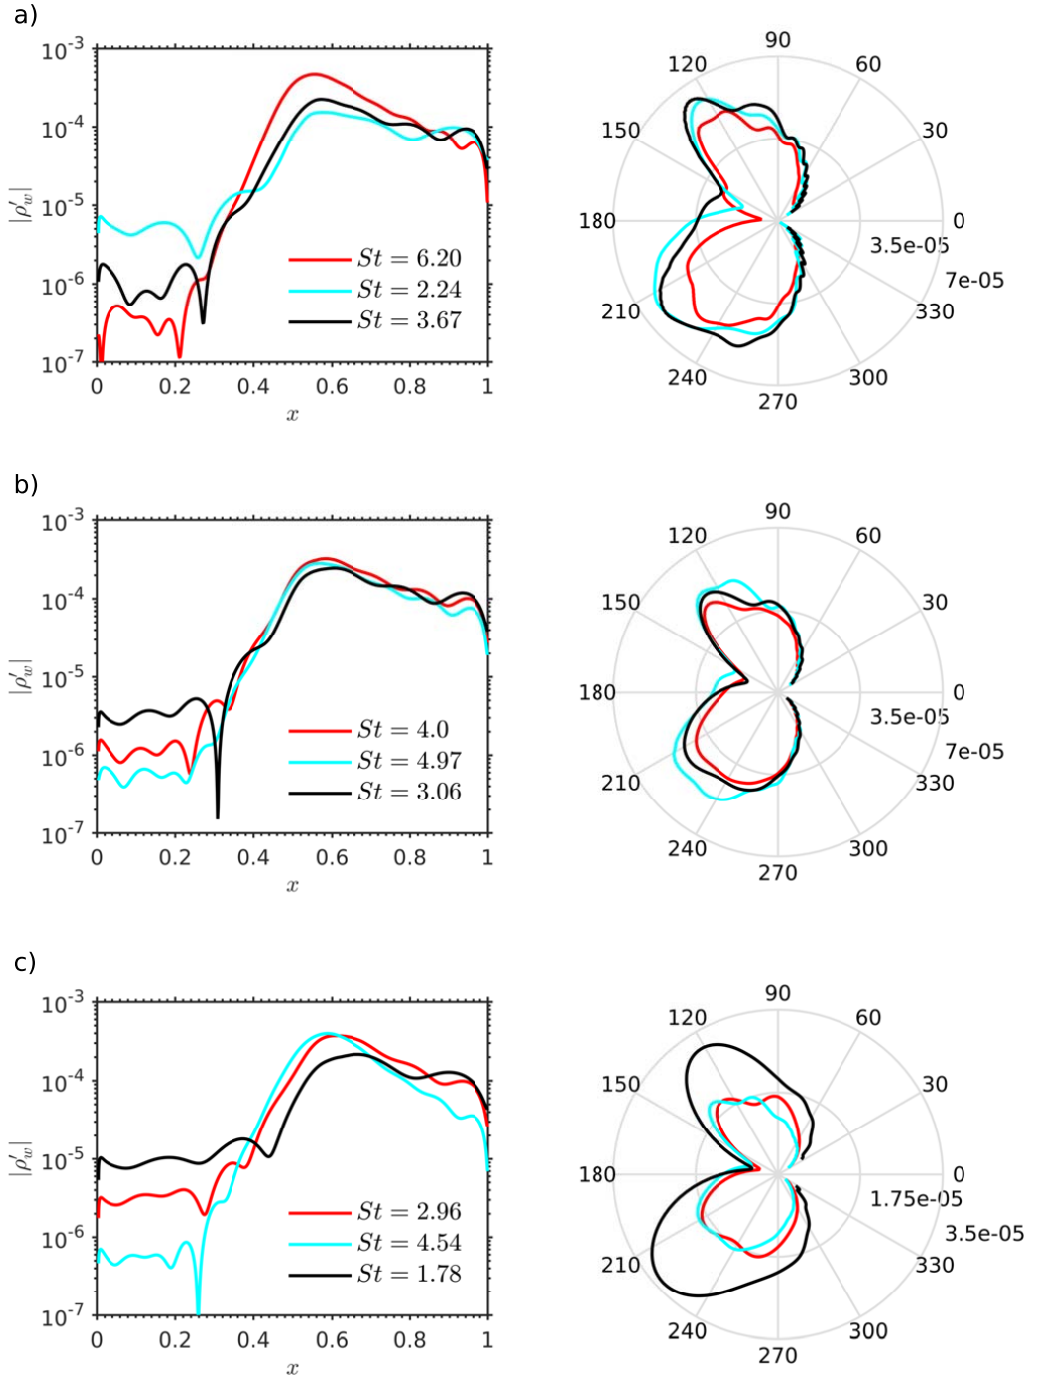 a)
10^-3
10^-4
10^-5
10^-6
10^-7
|ρ'_w|
St = 6.20
St = 2.24
St = 3.67
0 0.2 0.4 0.6 0.8 1
x
90
120 60
150 30
180 0
3.5e-05
7e-05
210 330
240 300
270
b)
10^-3
10^-4
10^-5
10^-6
10^-7
|ρ'_w|
St = 4.0
St = 4.97
St = 3.06
0 0.2 0.4 0.6 0.8 1
x
90
120 60
150 30
180 0
3.5e-05
7e-05
210 330
240 300
270
c)
10^-3
10^-4
10^-5
10^-6
10^-7
|ρ'_w|
St = 2.96
St = 4.54
St = 1.78
0 0.2 0.4 0.6 0.8 1
x
90
120 60
150 30
180 0
1.75e-05
3.5e-05
210 330
240 300
270